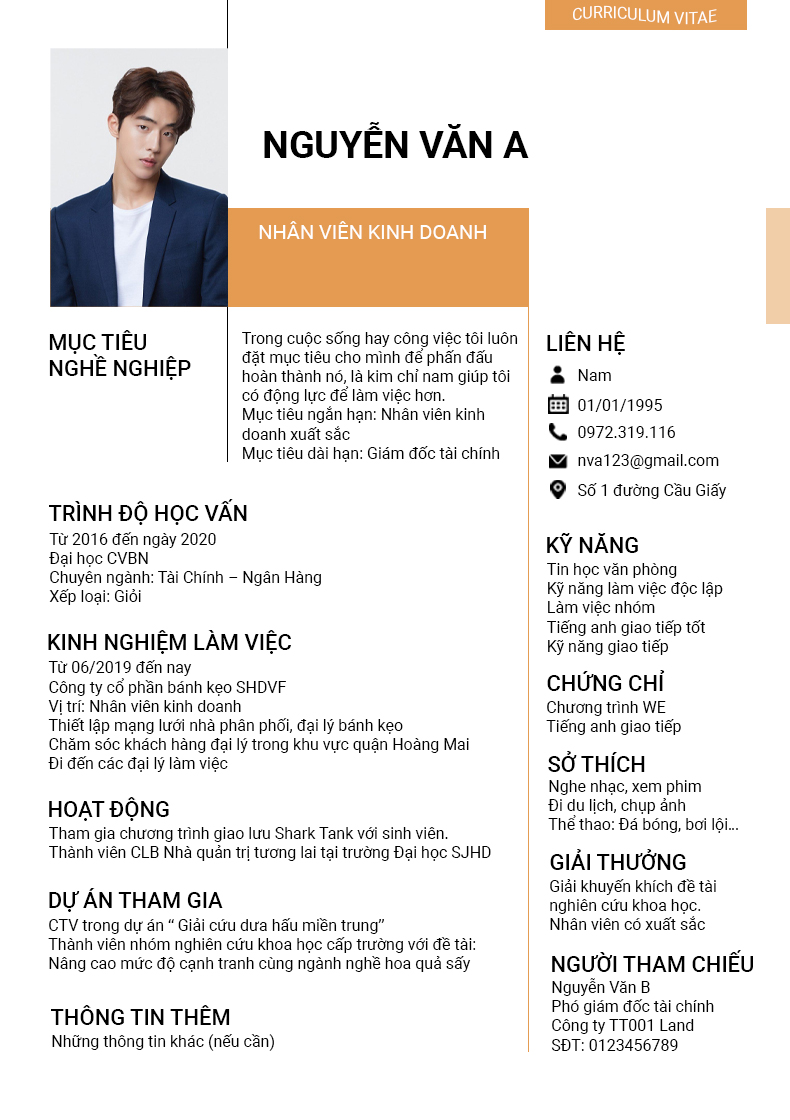 CURRICULUM VITAE
NGUYỄN VĂN A
NHÂN VIÊN KINH DOANH
MỤC TIÊU
NGHỀ NGHIỆP
Trong cuộc sống hay công việc tôi luôn
đặt mục tiêu cho mình để phấn đấu
hoàn thành nó, là kim chỉ nam giúp tôi
có động lực để làm việc hơn.
Mục tiêu ngắn hạn: Nhân viên kinh
doanh xuất sắc
Mục tiêu dài hạn: Giám đốc tài chính
TRÌNH ĐỘ HỌC VẤN
Từ 2016 đến ngày 2020
Đại học CVBN
Chuyên ngành: Tài Chính – Ngân Hàng
Xếp loại: Giỏi
KINH NGHIỆM LÀM VIỆC
Từ 06/2019 đến nay
Công ty cổ phần bánh kẹo SHDVF
Vị trí: Nhân viên kinh doanh
Thiết lập mạng lưới nhà phân phối, đại lý bánh kẹo
Chăm sóc khách hàng đại lý trong khu vực quận Hoàng Mai
Đi đến các đại lý làm việc
HOẠT ĐỘNG
Tham gia chương trình giao lưu Shark Tank với sinh viên.
Thành viên CLB Nhà quản trị tương lai tại trường Đại học SJHD
DỰ ÁN THAM GIA
CTV trong dự án “ Giải cứu dưa hấu miền trung”
Thành viên nhóm nghiên cứu khoa học cấp trường với đề tài:
Nâng cao mức độ cạnh tranh cùng ngành nghề hoa quả sấy
THÔNG TIN THÊM
Những thông tin khác (nếu cần)
LIÊN HỆ
Nam
01/01/1995
0972.319.116
nva123@gmail.com
Số 1 đường Cầu Giấy
KỸ NĂNG
Tin học văn phòng
Kỹ năng làm việc độc lập
Làm việc nhóm
Tiếng anh giao tiếp tốt
Kỹ năng giao tiếp
CHỨNG CHỈ
Chương trình WE
Tiếng anh giao tiếp
SỞ THÍCH
Nghe nhạc, xem phim
Đi du lịch, chụp ảnh
Thể thao: Đá bóng, bơi lội...
GIẢI THƯỞNG
Giải khuyến khích đề tài
nghiên cứu khoa học.
Nhân viên có xuất sắc
NGƯỜI THAM CHIẾU
Nguyễn Văn B
Phó giám đốc tài chính
Công ty TT001 Land
SĐT: 0123456789